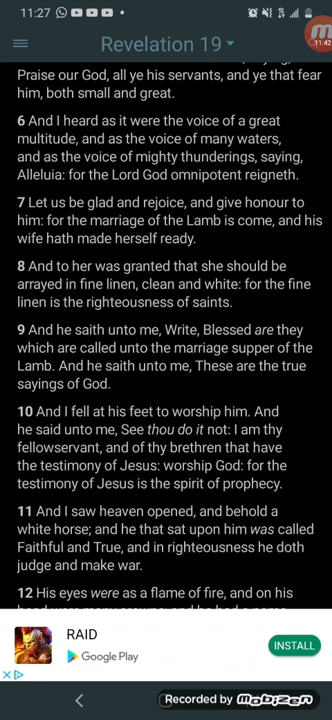 11:27
11:42
Revelation 19
Praise our God, all ye his servants, and ye that fear
him, both small and great.
6 And I heard as it were the voice of a great
multitude, and as the voice of many waters,
and as the voice of mighty thunderings, saying,
Alleluia: for the Lord God omnipotent reigneth.
7 Let us be glad and rejoice, and give honour to
him: for the marriage of the Lamb is come, and his
wife hath made herself ready.
8 And to her was granted that she should be
arrayed in fine linen, clean and white: for the fine
linen is the righteousness of saints.
9 And he saith unto me, Write, Blessed are they
which are called unto the marriage supper of the
Lamb. And he saith unto me, These are the true
sayings of God.
10 And I fell at his feet to worship him. And
he said unto me, See thou do it not: I am thy
fellowservant, and of thy brethren that have
the testimony of Jesus: worship God: for the
testimony of Jesus is the spirit of prophecy.
11 And I saw heaven opened, and behold a
white horse; and he that sat upon him was called
Faithful and True, and in righteousness he doth
judge and make war.
12 His eyes were as a flame of fire, and on his
RAID
Google Play
INSTALL
Recorded by MOBIZEN